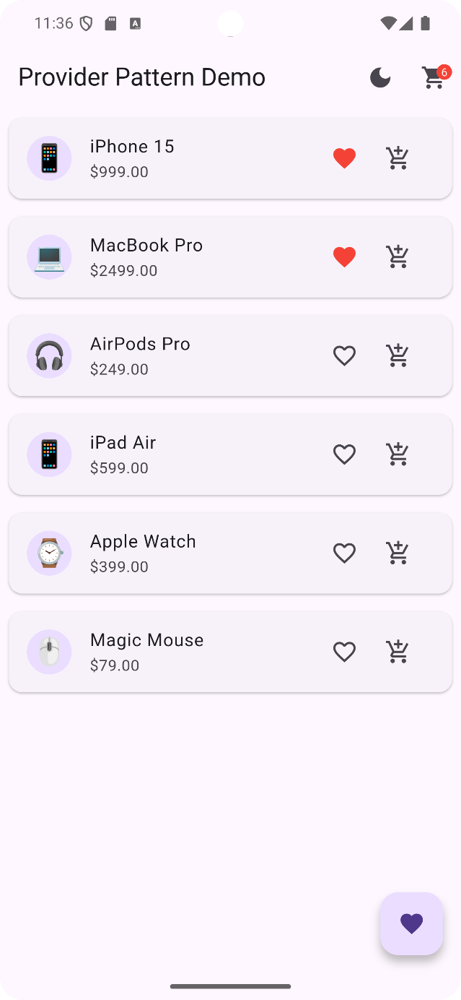 11:36
Provider Pattern Demo
6
iPhone 15
$999.00
MacBook Pro
$2499.00
AirPods Pro
$249.00
iPad Air
$599.00
Apple Watch
$399.00
Magic Mouse
$79.00